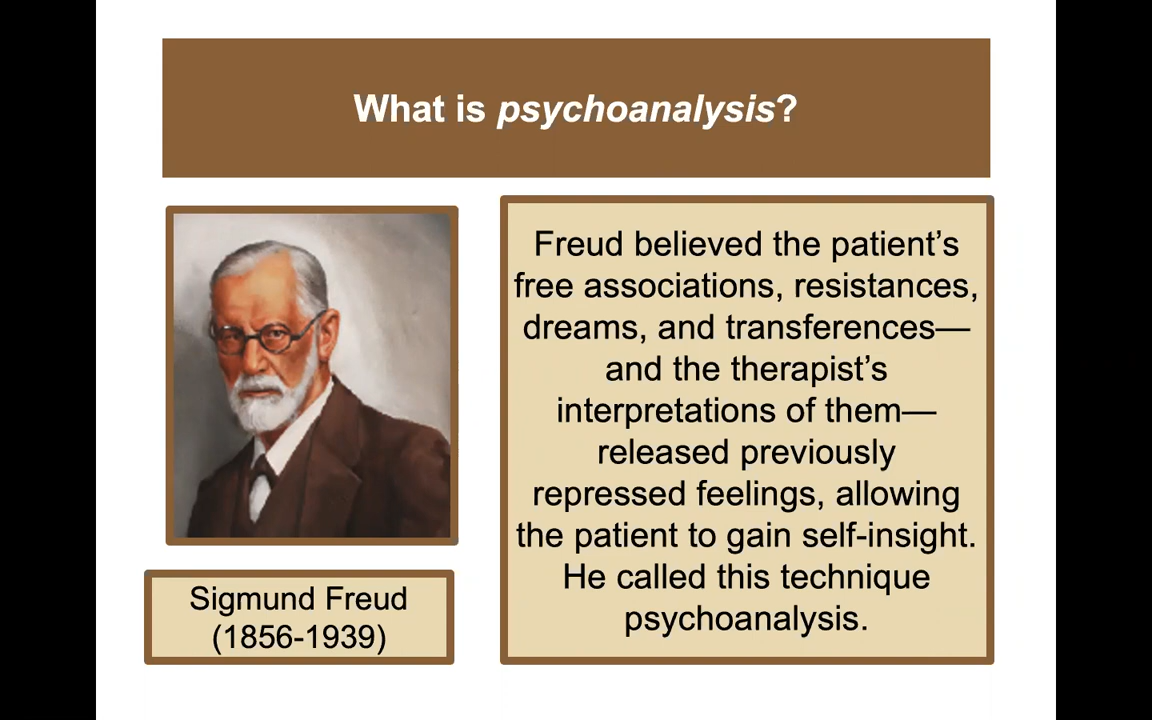 What is psychoanalysis?
Freud believed the patient’s
free associations, resistances,
dreams, and transferences—
and the therapist’s
interpretations of them—
released previously
repressed feelings, allowing
the patient to gain self-insight.
He called this technique
psychoanalysis.
Sigmund Freud
(1856-1939)